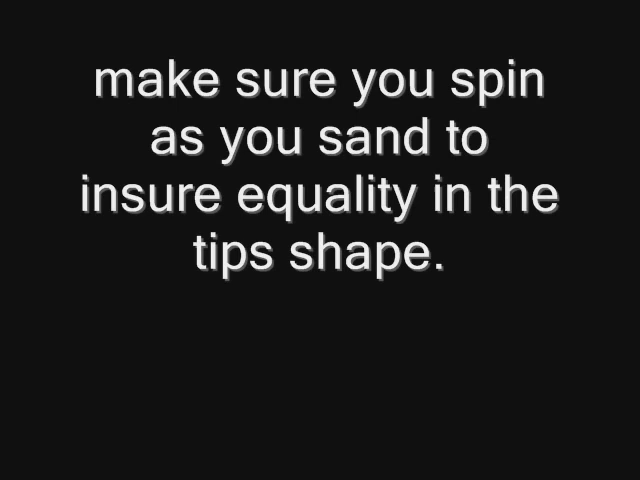 make sure you spin
as you sand to
insure equality in the
tips shape.